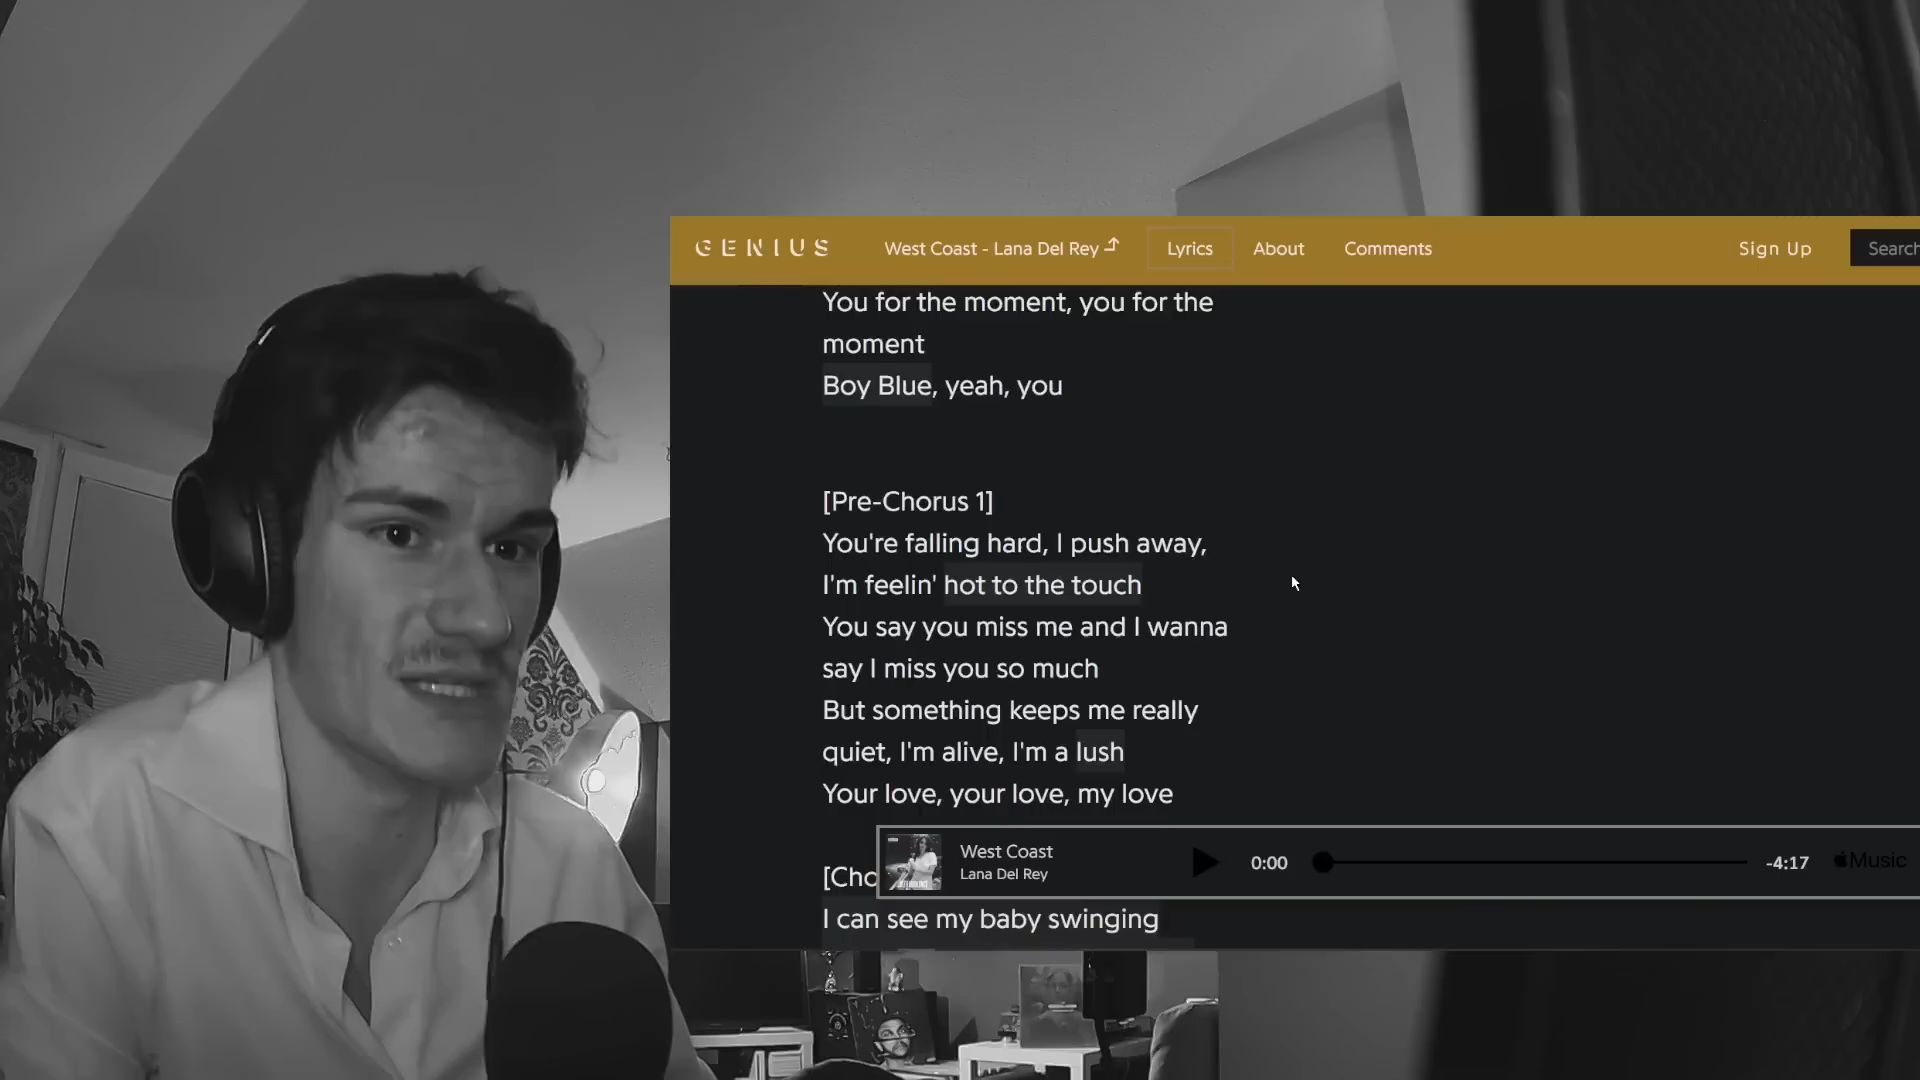 GENIUS
West Coast - Lana Del Rey
Lyrics
About
Comments
Sign Up
Search
You for the moment, you for the
moment
Boy Blue, yeah, you
[Pre-Chorus 1]
You're falling hard, I push away,
I'm feelin' hot to the touch
You say you miss me and I wanna
say I miss you so much
But something keeps me really
quiet, I'm alive, I'm a lush
Your love, your love, my love
West Coast
Lana Del Rey
0:00
-4:17
Music
[Cho
I can see my baby swinging